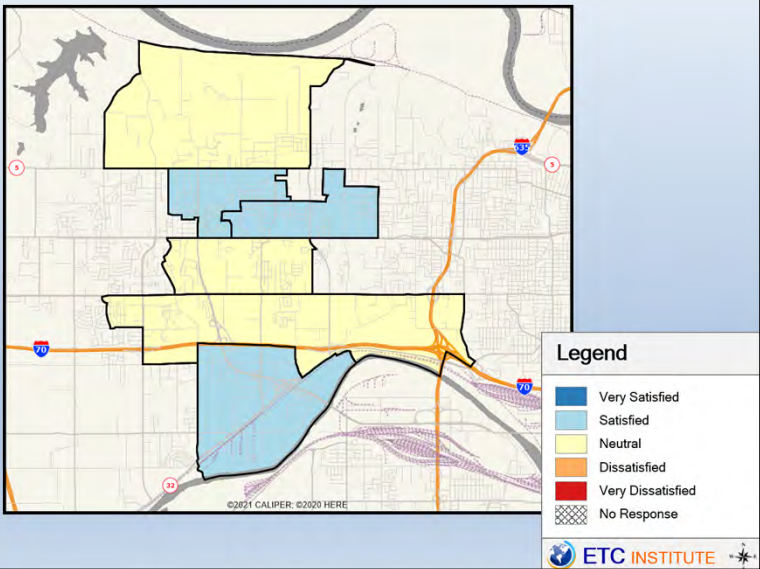 635
5
5
70
70
32
©2021 CALIPER; ©2020 HERE
Legend
Very Satisfied
Satisfied
Neutral
Dissatisfied
Very Dissatisfied
No Response
ETC INSTITUTE